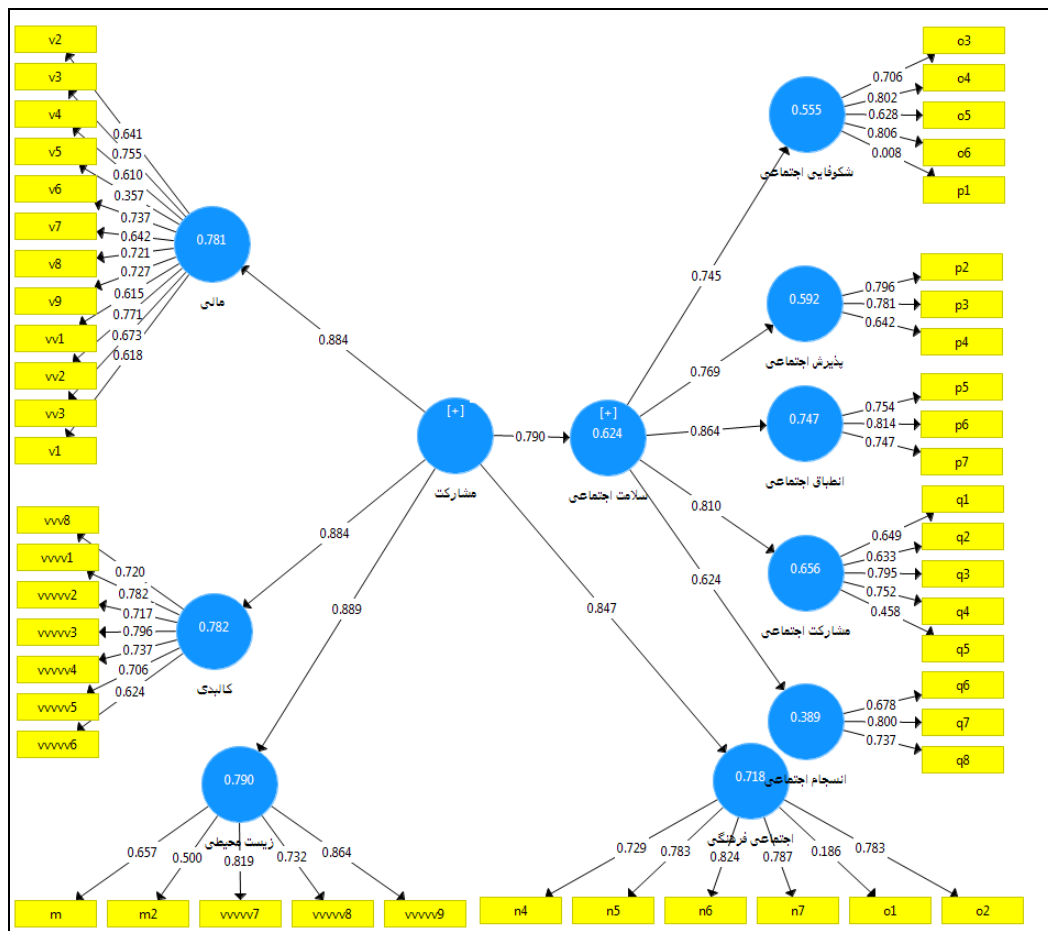 v2
v3
v4
v5
v6
v7
v8
v9
vv1
vv2
vv3
v1
0.641
0.755
0.610
0.357
0.737
0.642
0.721
0.727
0.615
0.771
0.673
0.618
0.781
مالی
0.884
vvv8
vvvv1
vvvvv2
vvvvv3
vvvvv4
vvvvv5
vvvvv6
0.720
0.782
0.717
0.796
0.737
0.706
0.624
0.782
کالبدی
0.884
[+]
مشارکت
0.790
[+]
0.624
سلامت اجتماعی
0.889
0.847
0.790
زیست محیطی
0.657
0.500
0.819
0.732
0.864
m
m2
vvvvv7
vvvvv8
vvvvv9
0.745
0.769
0.864
0.810
0.624
0.555
شکوفایی اجتماعی
0.706
0.802
0.628
0.806
0.008
o3
o4
o5
o6
p1
0.592
پذیرش اجتماعی
0.796
0.781
0.642
p2
p3
p4
0.747
انطباق اجتماعی
0.754
0.814
0.747
p5
p6
p7
0.656
مشارکت اجتماعی
0.649
0.633
0.795
0.752
0.458
q1
q2
q3
q4
q5
0.389
انسجام اجتماعی
0.678
0.800
0.737
q6
q7
q8
0.718
اجتماعی فرهنگی
0.729
0.783
0.824
0.787
0.186
0.783
n4
n5
n6
n7
o1
o2